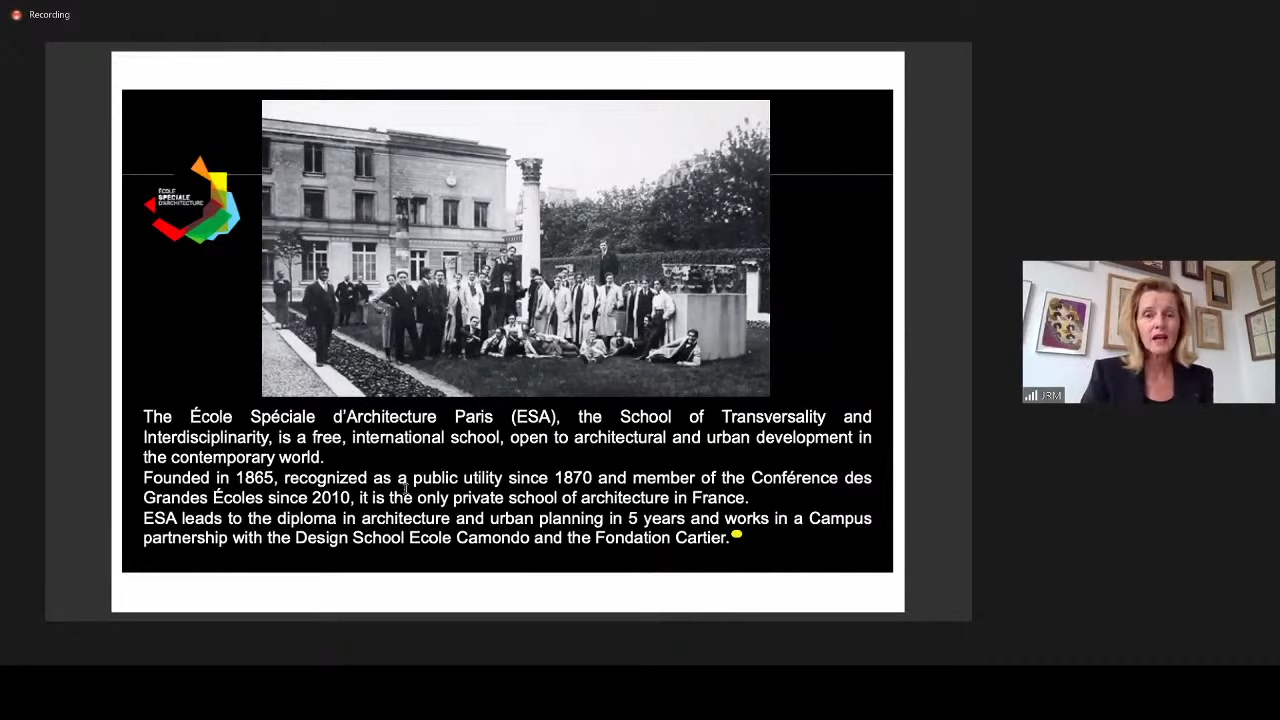 Recording
ÉCOLE
SPÉCIALE
D'ARCHITECTURE
The École Spéciale d'Architecture Paris (ESA), the School of Transversality and
Interdisciplinarity, is a free, international school, open to architectural and urban development in
the contemporary world.
Founded in 1865, recognized as a public utility since 1870 and member of the Conférence des
Grandes Écoles since 2010, it is the only private school of architecture in France.
ESA leads to the diploma in architecture and urban planning in 5 years and works in a Campus
partnership with the Design School Ecole Camondo and the Fondation Cartier.
JRM